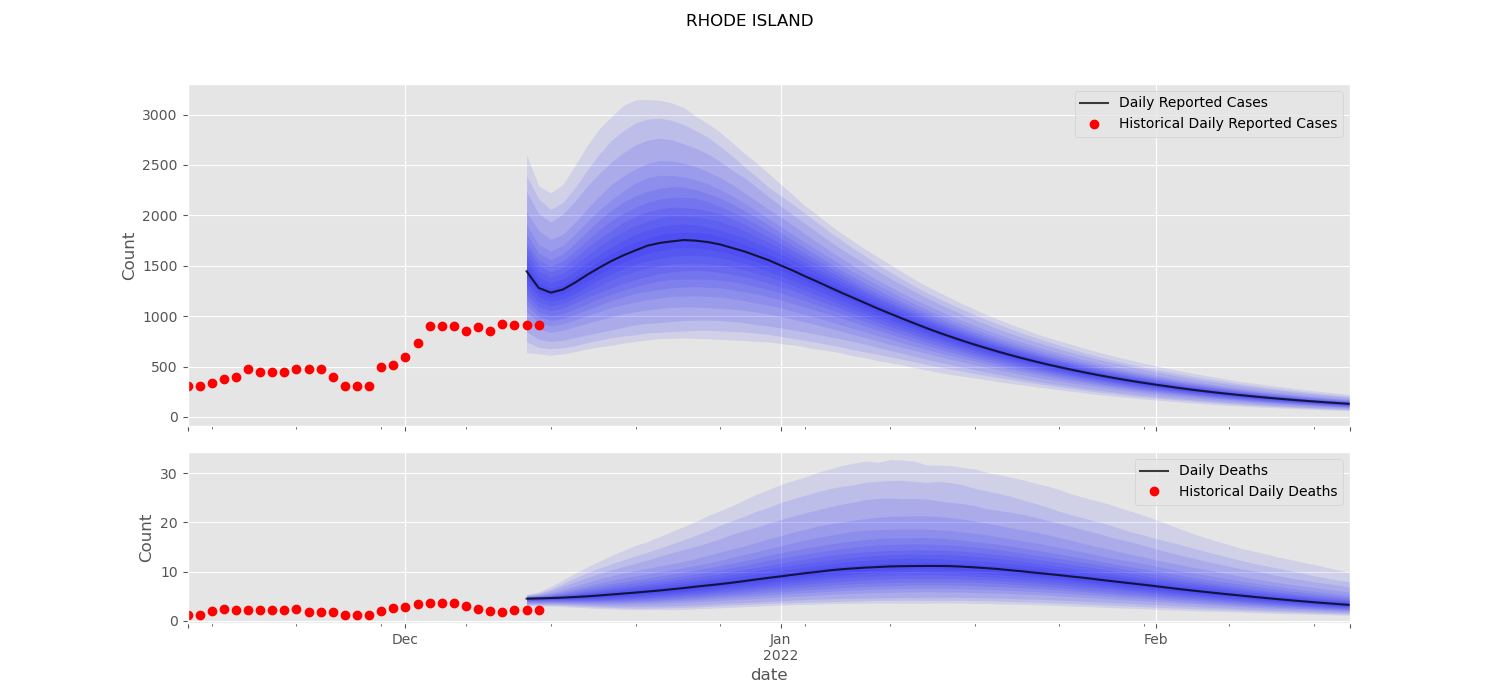 RHODE ISLAND
Daily Reported Cases
Historical Daily Reported Cases
3000
2500
2000
1500
1000
500
0
Count
Daily Deaths
Historical Daily Deaths
30
20
10
0
Count
Dec
Jan
2022
Feb
date